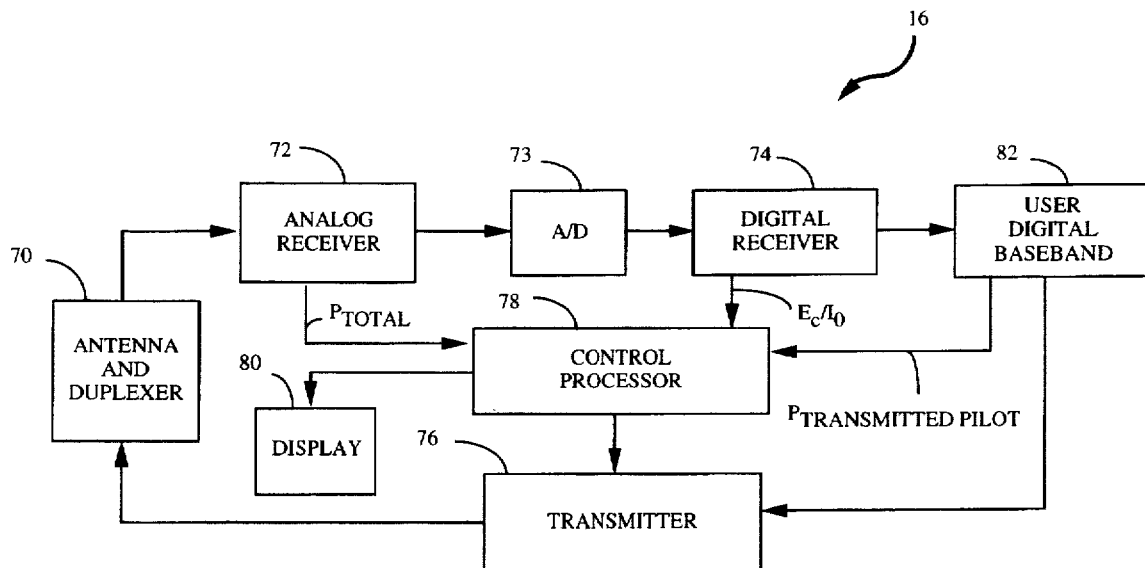 16
72
73
74
82
ANALOG
RECEIVER
A/D
DIGITAL
RECEIVER
USER
DIGITAL
BASEBAND
70
P_TOTAL
78
E_c/I_0
ANTENNA
AND
DUPLEXER
80
CONTROL
PROCESSOR
P_TRANSMITTED PILOT
DISPLAY
76
TRANSMITTER